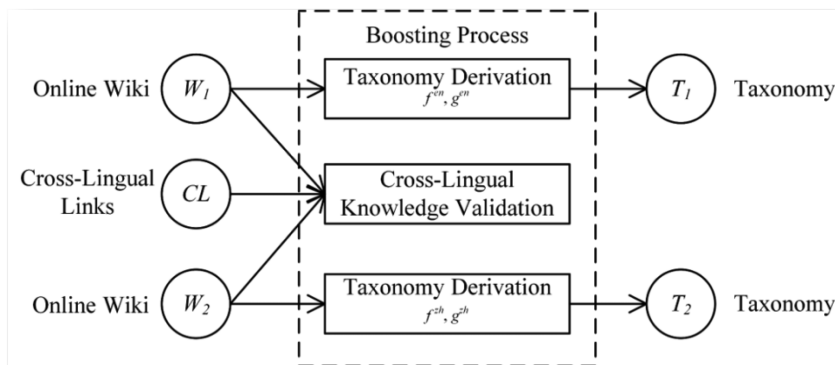 Boosting Process
Online Wiki
W1
Taxonomy Derivation
f^en, g^en
T1
Taxonomy
Cross-Lingual
Links
CL
Cross-Lingual
Knowledge Validation
Online Wiki
W2
Taxonomy Derivation
f^zh, g^zh
T2
Taxonomy